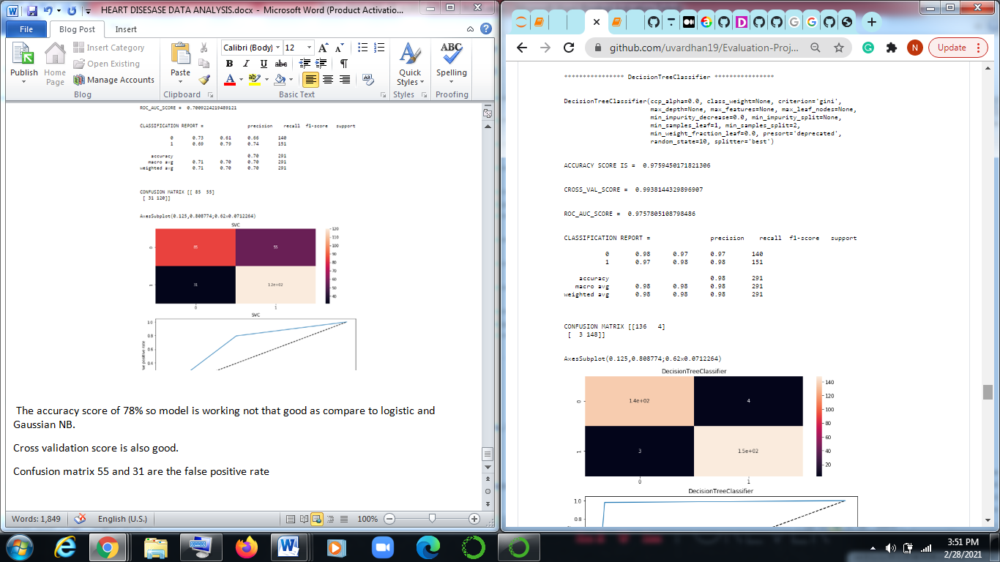 HEART DISESASE DATA ANALYSIS.docx - Microsoft Word (Product Activatio...
File
Blog Post
Insert
Publish
Home Page
Insert Category
Open Existing
Manage Accounts
Blog
Paste
Clipboard
Calibri (Body)
12
Basic Text
Quick Styles
Styles
ABC
Spelling
Proofing
ROC_AUC_SCORE = 0.7009224219489121
CLASSIFICATION REPORT = precision recall f1-score support
0 0.73 0.61 0.66 140
1 0.69 0.79 0.74 151
accuracy 0.70 291
macro avg 0.71 0.70 0.70 291
weighted avg 0.71 0.70 0.70 291
CONFUSION MATRIX [[ 85 55]
[ 31 120]]
AxesSubplot(0.125,0.808774;0.62x0.0712264)
SVC
0
85
55
1
31
1.2e+02
0
1
120
110
100
90
80
70
60
50
40
SVC
1.0
0.8
0.6
0.4
The accuracy score of 78% so model is working not that good as compare to logistic and
Gaussian NB.
Cross validation score is also good.
Confusion matrix 55 and 31 are the false positive rate
Words: 1,849
English (U.S.)
100%
github.com/uvardhan19/Evaluation-Proj...
N
Update
**************** DecisionTreeClassifier ****************
DecisionTreeClassifier(ccp_alpha=0.0, class_weight=None, criterion='gini',
max_depth=None, max_features=None, max_leaf_nodes=None,
min_impurity_decrease=0.0, min_impurity_split=None,
min_samples_leaf=1, min_samples_split=2,
min_weight_fraction_leaf=0.0, presort='deprecated',
random_state=10, splitter='best')
ACCURACY SCORE IS = 0.9759450171821306
CROSS_VAL_SCORE = 0.9938144329896907
ROC_AUC_SCORE = 0.9757805108798486
CLASSIFICATION REPORT = precision recall f1-score support
0 0.98 0.97 0.97 140
1 0.97 0.98 0.98 151
accuracy 0.98 291
macro avg 0.98 0.98 0.98 291
weighted avg 0.98 0.98 0.98 291
CONFUSION MATRIX [[136 4]
[ 3 148]]
AxesSubplot(0.125,0.808774;0.62x0.0712264)
DecisionTreeClassifier
0
1.4e+02
4
1
3
1.5e+02
0
1
140
120
100
80
60
40
20
DecisionTreeClassifier
1.0
0.8
3:51 PM
2/28/2021